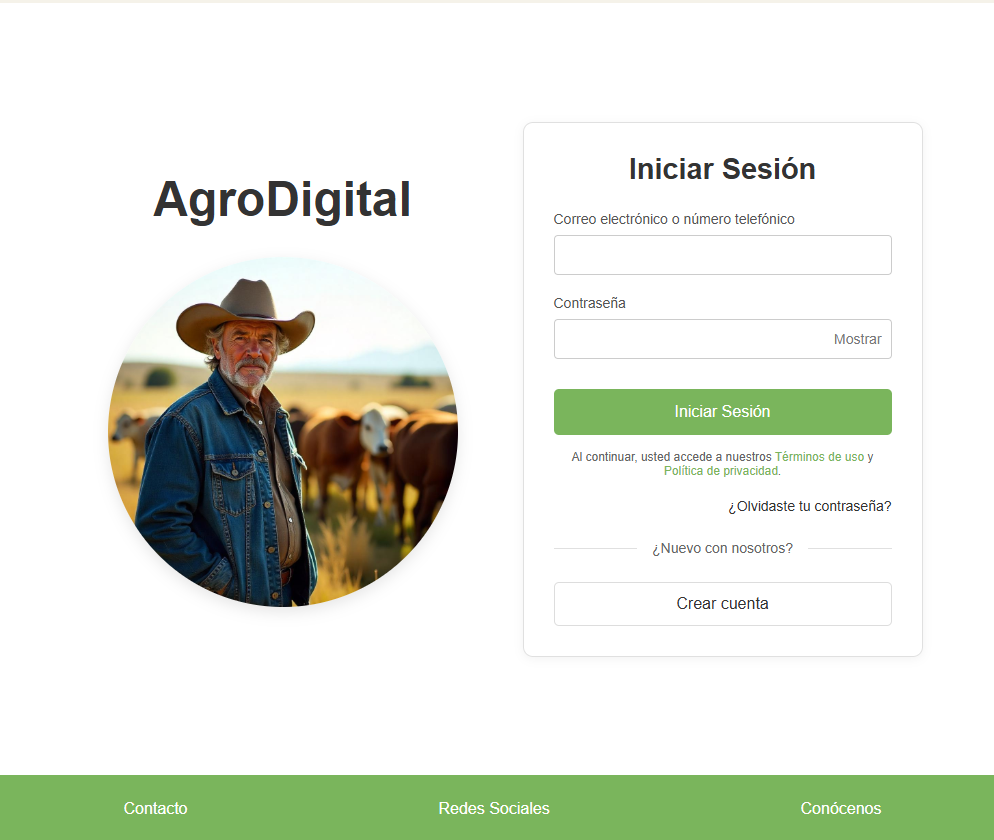 AgroDigital
Iniciar Sesión
Correo electrónico o número telefónico
Contraseña
Mostrar
Iniciar Sesión
Al continuar, usted accede a nuestros Términos de uso y
Política de privacidad.
¿Olvidaste tu contraseña?
¿Nuevo con nosotros?
Crear cuenta
Contacto
Redes Sociales
Conócenos